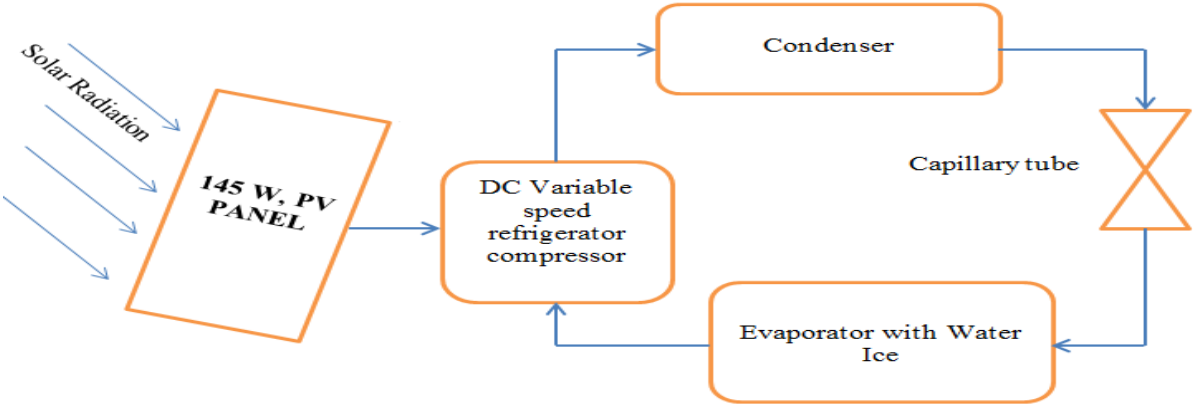 Solar Radiation
145 W, PV
PANEL
DC Variable
speed
refrigerator
compressor
Condenser
Capillary tube
Evaporator with Water
Ice